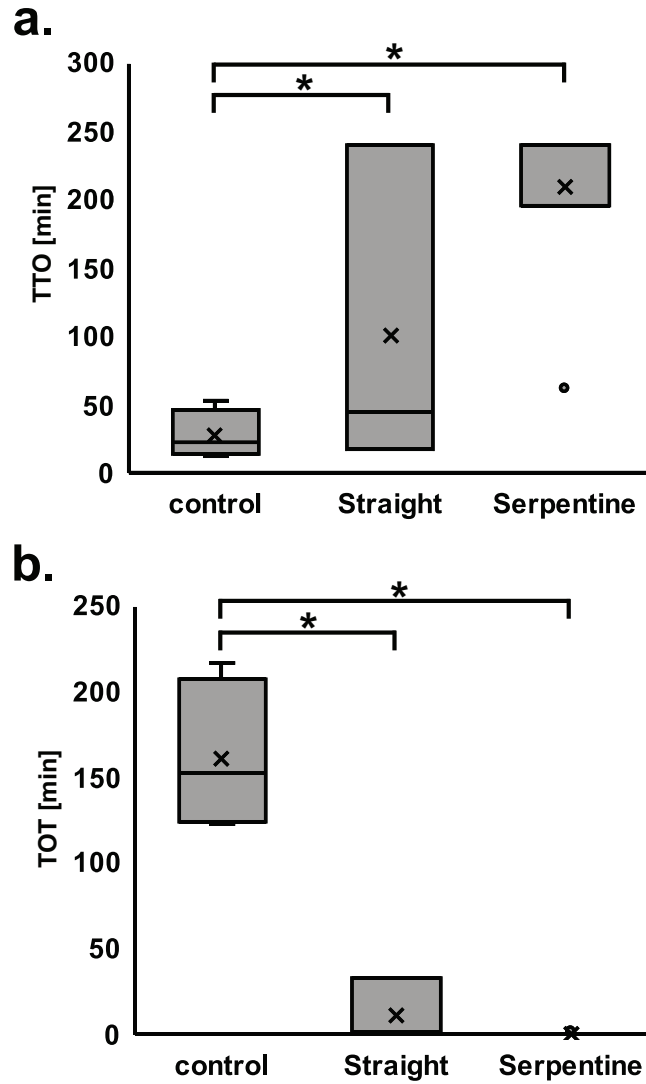 a.
*
*
300
250
200
150
100
50
0
TTO [min]
control Straight Serpentine
b.
*
*
250
200
150
100
50
0
TOT [min]
control Straight Serpentine